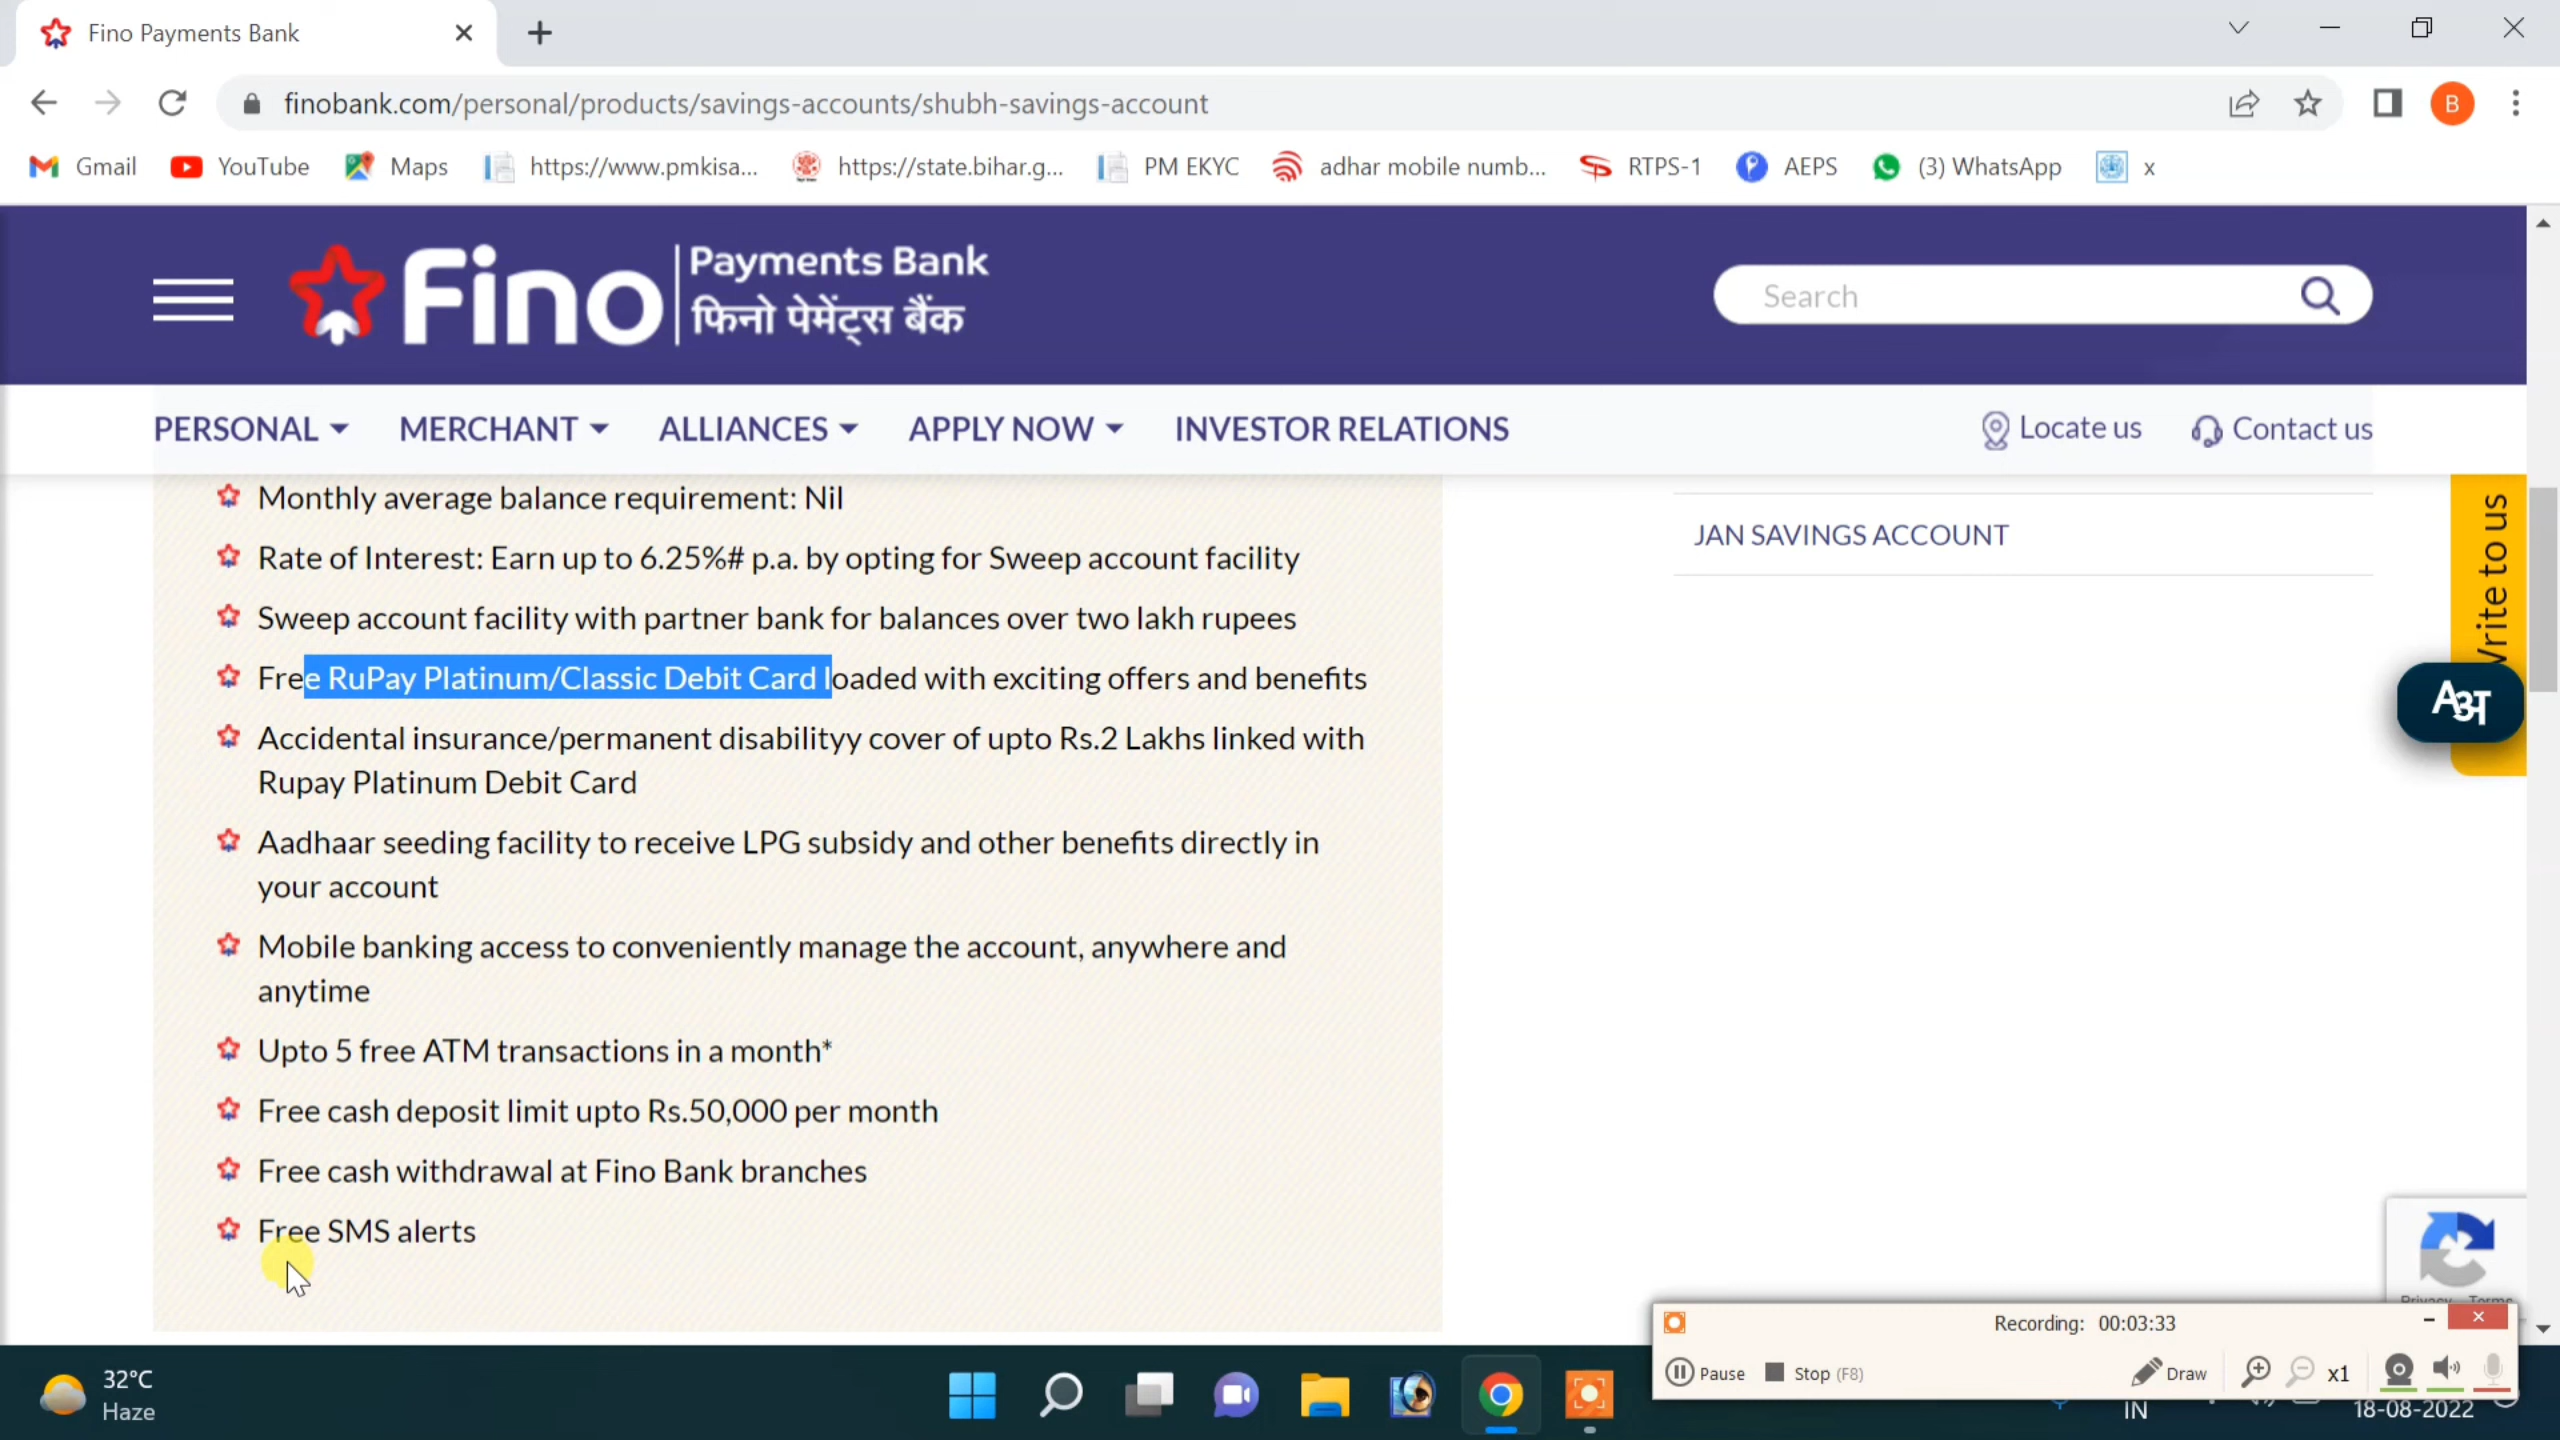 Fino Payments Bank
finobank.com/personal/products/savings-accounts/shubh-savings-account
B
Gmail
YouTube
Maps
https://www.pmkisa...
https://state.bihar.g...
PM EKYC
adhar mobile numb...
RTPS-1
AEPS
(3) WhatsApp
x
Fino
Payments Bank
फिनो पेमेंट्स बैंक
Search
PERSONAL
MERCHANT
ALLIANCES
APPLY NOW
INVESTOR RELATIONS
Locate us
Contact us
Monthly average balance requirement: Nil
Rate of Interest: Earn up to 6.25%# p.a. by opting for Sweep account facility
Sweep account facility with partner bank for balances over two lakh rupees
Free RuPay Platinum/Classic Debit Card loaded with exciting offers and benefits
Accidental insurance/permanent disabilityy cover of upto Rs.2 Lakhs linked with
Rupay Platinum Debit Card
Aadhaar seeding facility to receive LPG subsidy and other benefits directly in
your account
Mobile banking access to conveniently manage the account, anywhere and
anytime
Upto 5 free ATM transactions in a month*
Free cash deposit limit upto Rs.50,000 per month
Free cash withdrawal at Fino Bank branches
Free SMS alerts
JAN SAVINGS ACCOUNT
Write to us
Aअ
Recording: 00:03:33
Pause
Stop (F8)
Draw
x1
32°C
Haze
IN
18-08-2022